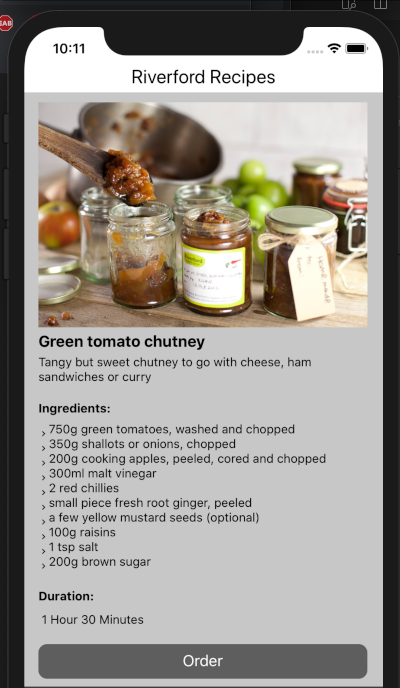 10:11
Riverford Recipes
Green tomato chutney
Tangy but sweet chutney to go with cheese, ham
sandwiches or curry
Ingredients:
750g green tomatoes, washed and chopped
350g shallots or onions, chopped
200g cooking apples, peeled, cored and chopped
300ml malt vinegar
2 red chillies
small piece fresh root ginger, peeled
a few yellow mustard seeds (optional)
100g raisins
1 tsp salt
200g brown sugar
Duration:
1 Hour 30 Minutes
Order